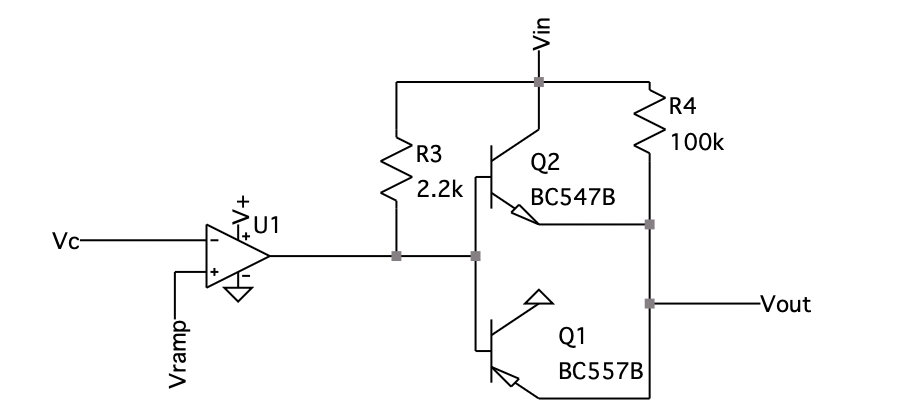 Vin
R4
100k
R3
2.2k
Q2
BC547B
V+
U1
Vc
Vramp
Vout
Q1
BC557B